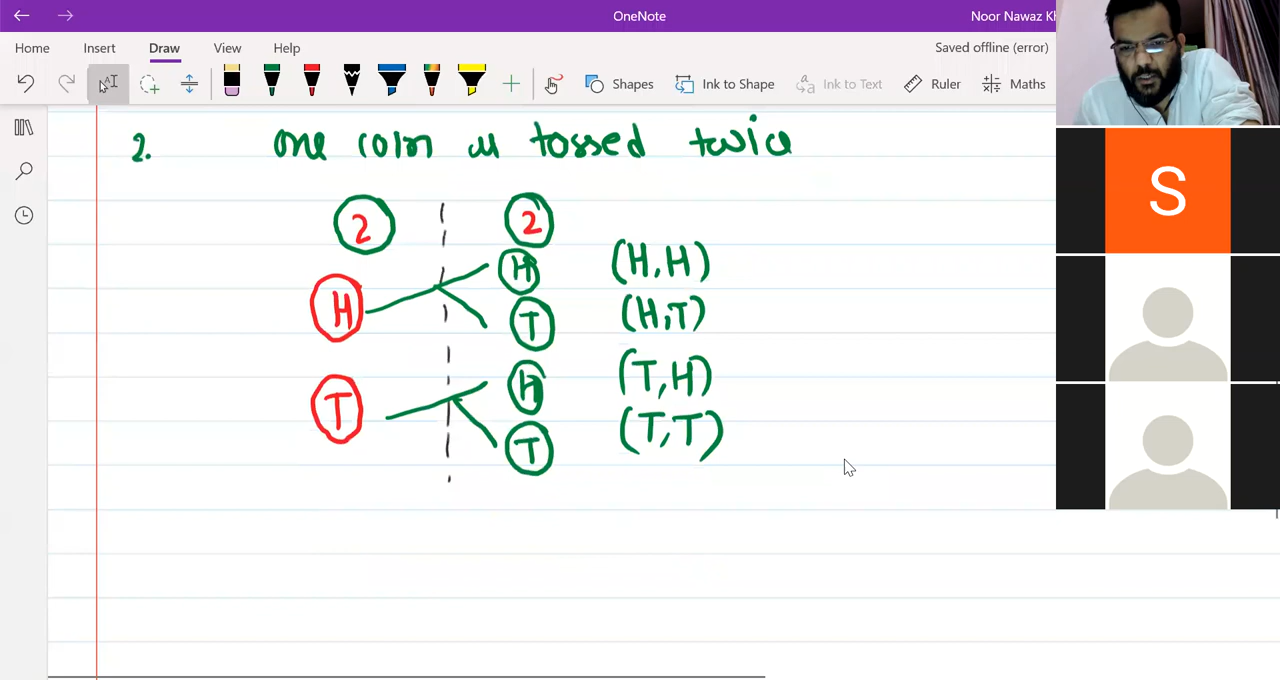 OneNote
Noor Nawaz Kh
Home Insert Draw View Help
Saved offline (error)
Shapes Ink to Shape Ink to Text Ruler Maths
2. one coin is tossed twice
2 2
H H (H,H)
T (H,T)
T H (T,H)
T (T,T)
S